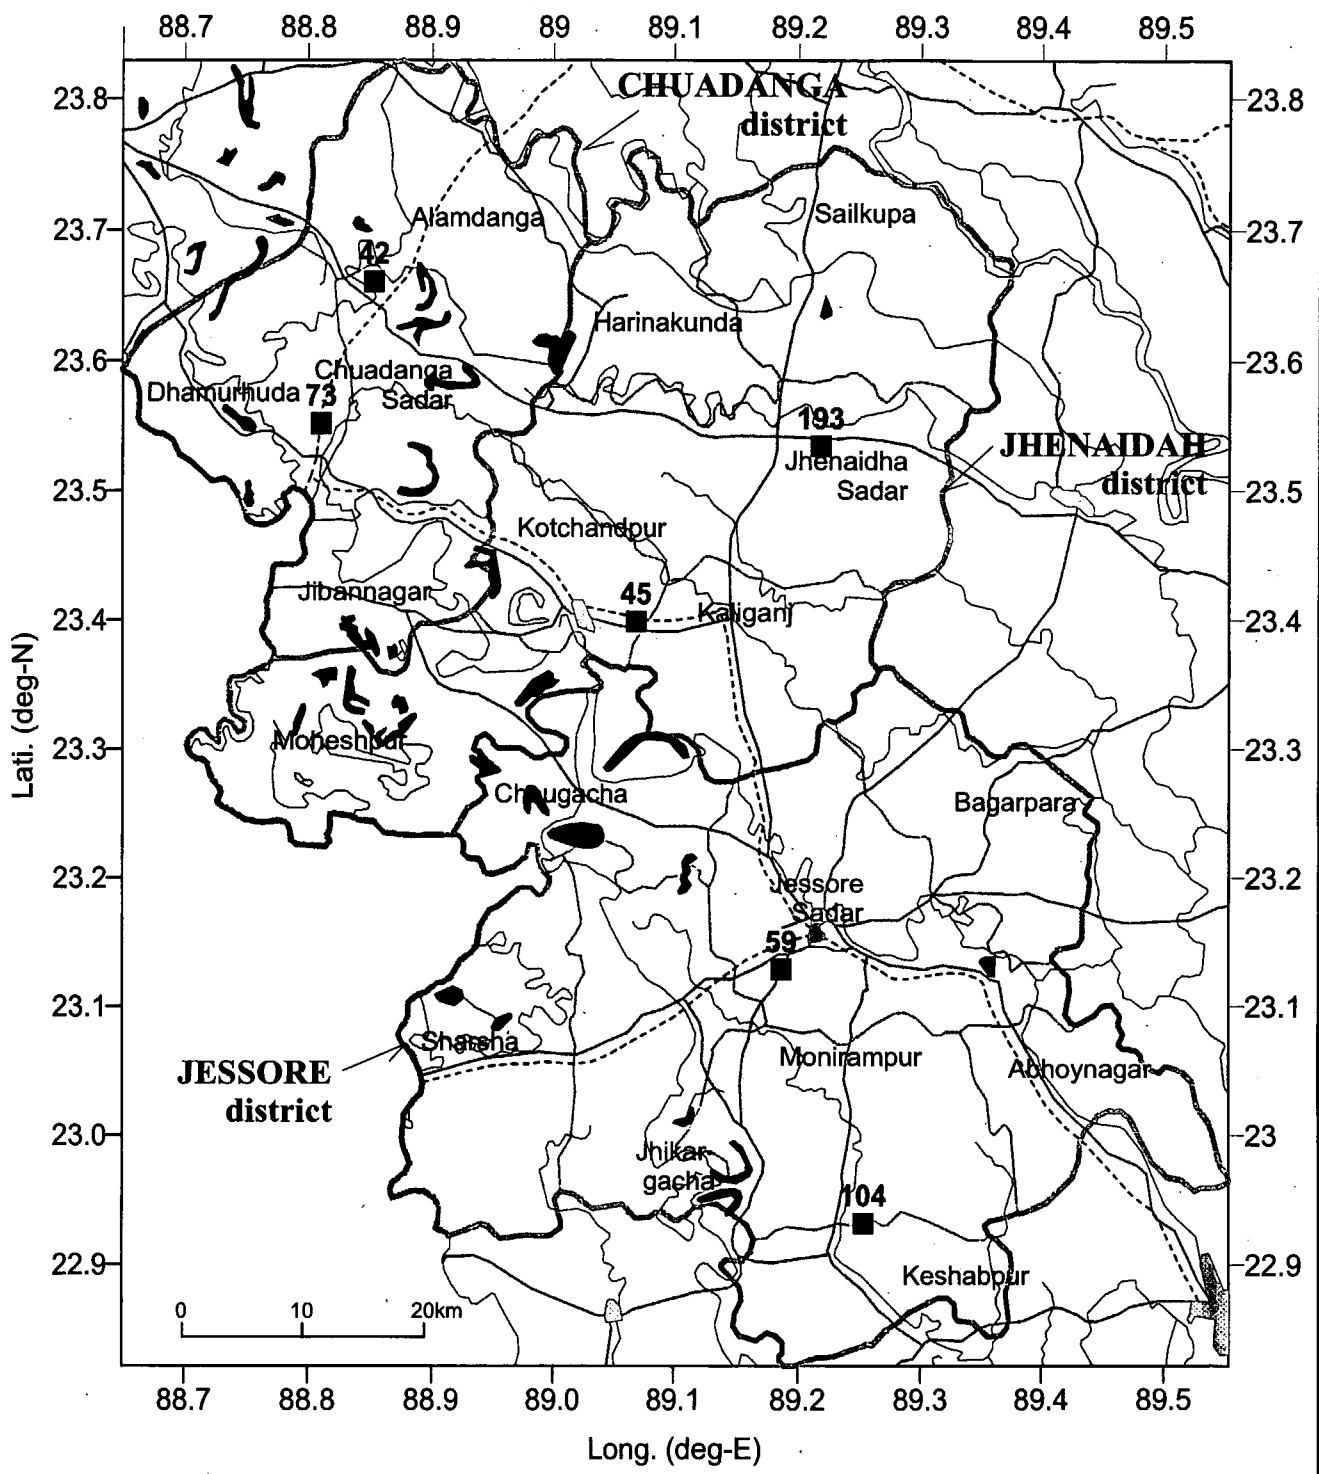 88.7 88.8 88.9 89 89.1 89.2 89.3 89.4 89.5
CHUADANGA
district
23.8 23.8
Alamdanga
Sailkupa
23.7 23.7
42
Harinakunda
23.6 23.6
Chuadanga
Sadar
Dhamurhuda
73
193
Jhenaidha
Sadar
JHENAIDAH
district
23.5 23.5
Kotchandpur
Jibannagar
45
Kaliganj
23.4 23.4
Lati. (deg-N)
Moheshpur
23.3 23.3
Chougacha
Bagarpara
23.2 23.2
Jessore
Sadar
59
23.1 23.1
Sharsha
Monirampur
Abhoynagar
JESSORE
district
23.0 23
Jhikar
gacha
104
22.9 22.9
Keshabpur
0 10 20km
88.7 88.8 88.9 89.0 89.1 89.2 89.3 89.4 89.5
Long. (deg-E)